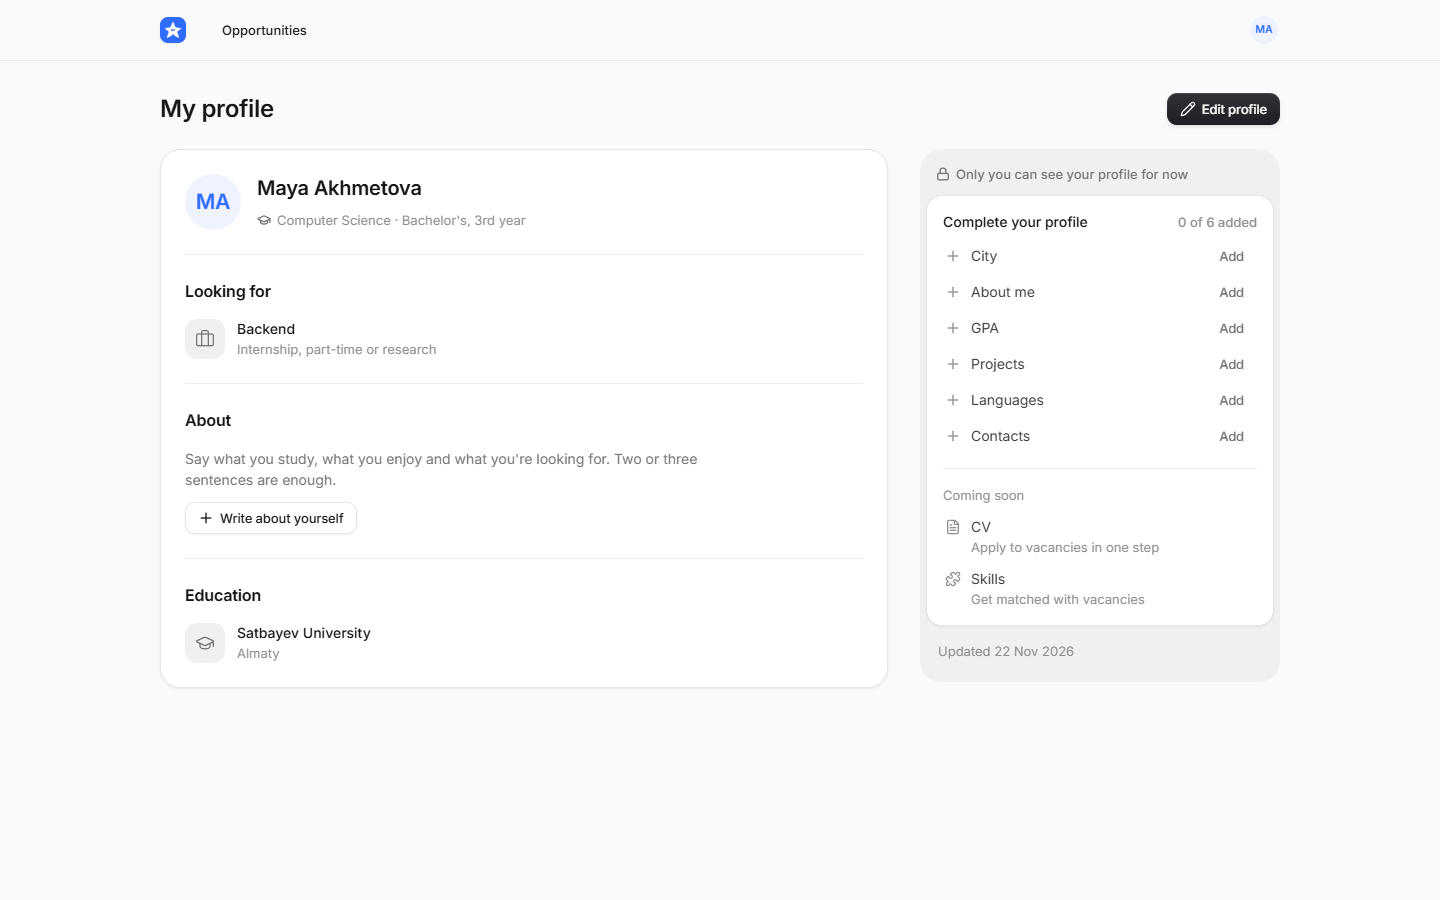 Opportunities
MA
My profile
Edit profile
MA
Maya Akhmetova
Computer Science · Bachelor's, 3rd year
Looking for
Backend
Internship, part-time or research
About
Say what you study, what you enjoy and what you're looking for. Two or three
sentences are enough.
Write about yourself
Education
Satbayev University
Almaty
Only you can see your profile for now
Complete your profile 0 of 6 added
City Add
About me Add
GPA Add
Projects Add
Languages Add
Contacts Add
Coming soon
CV
Apply to vacancies in one step
Skills
Get matched with vacancies
Updated 22 Nov 2026